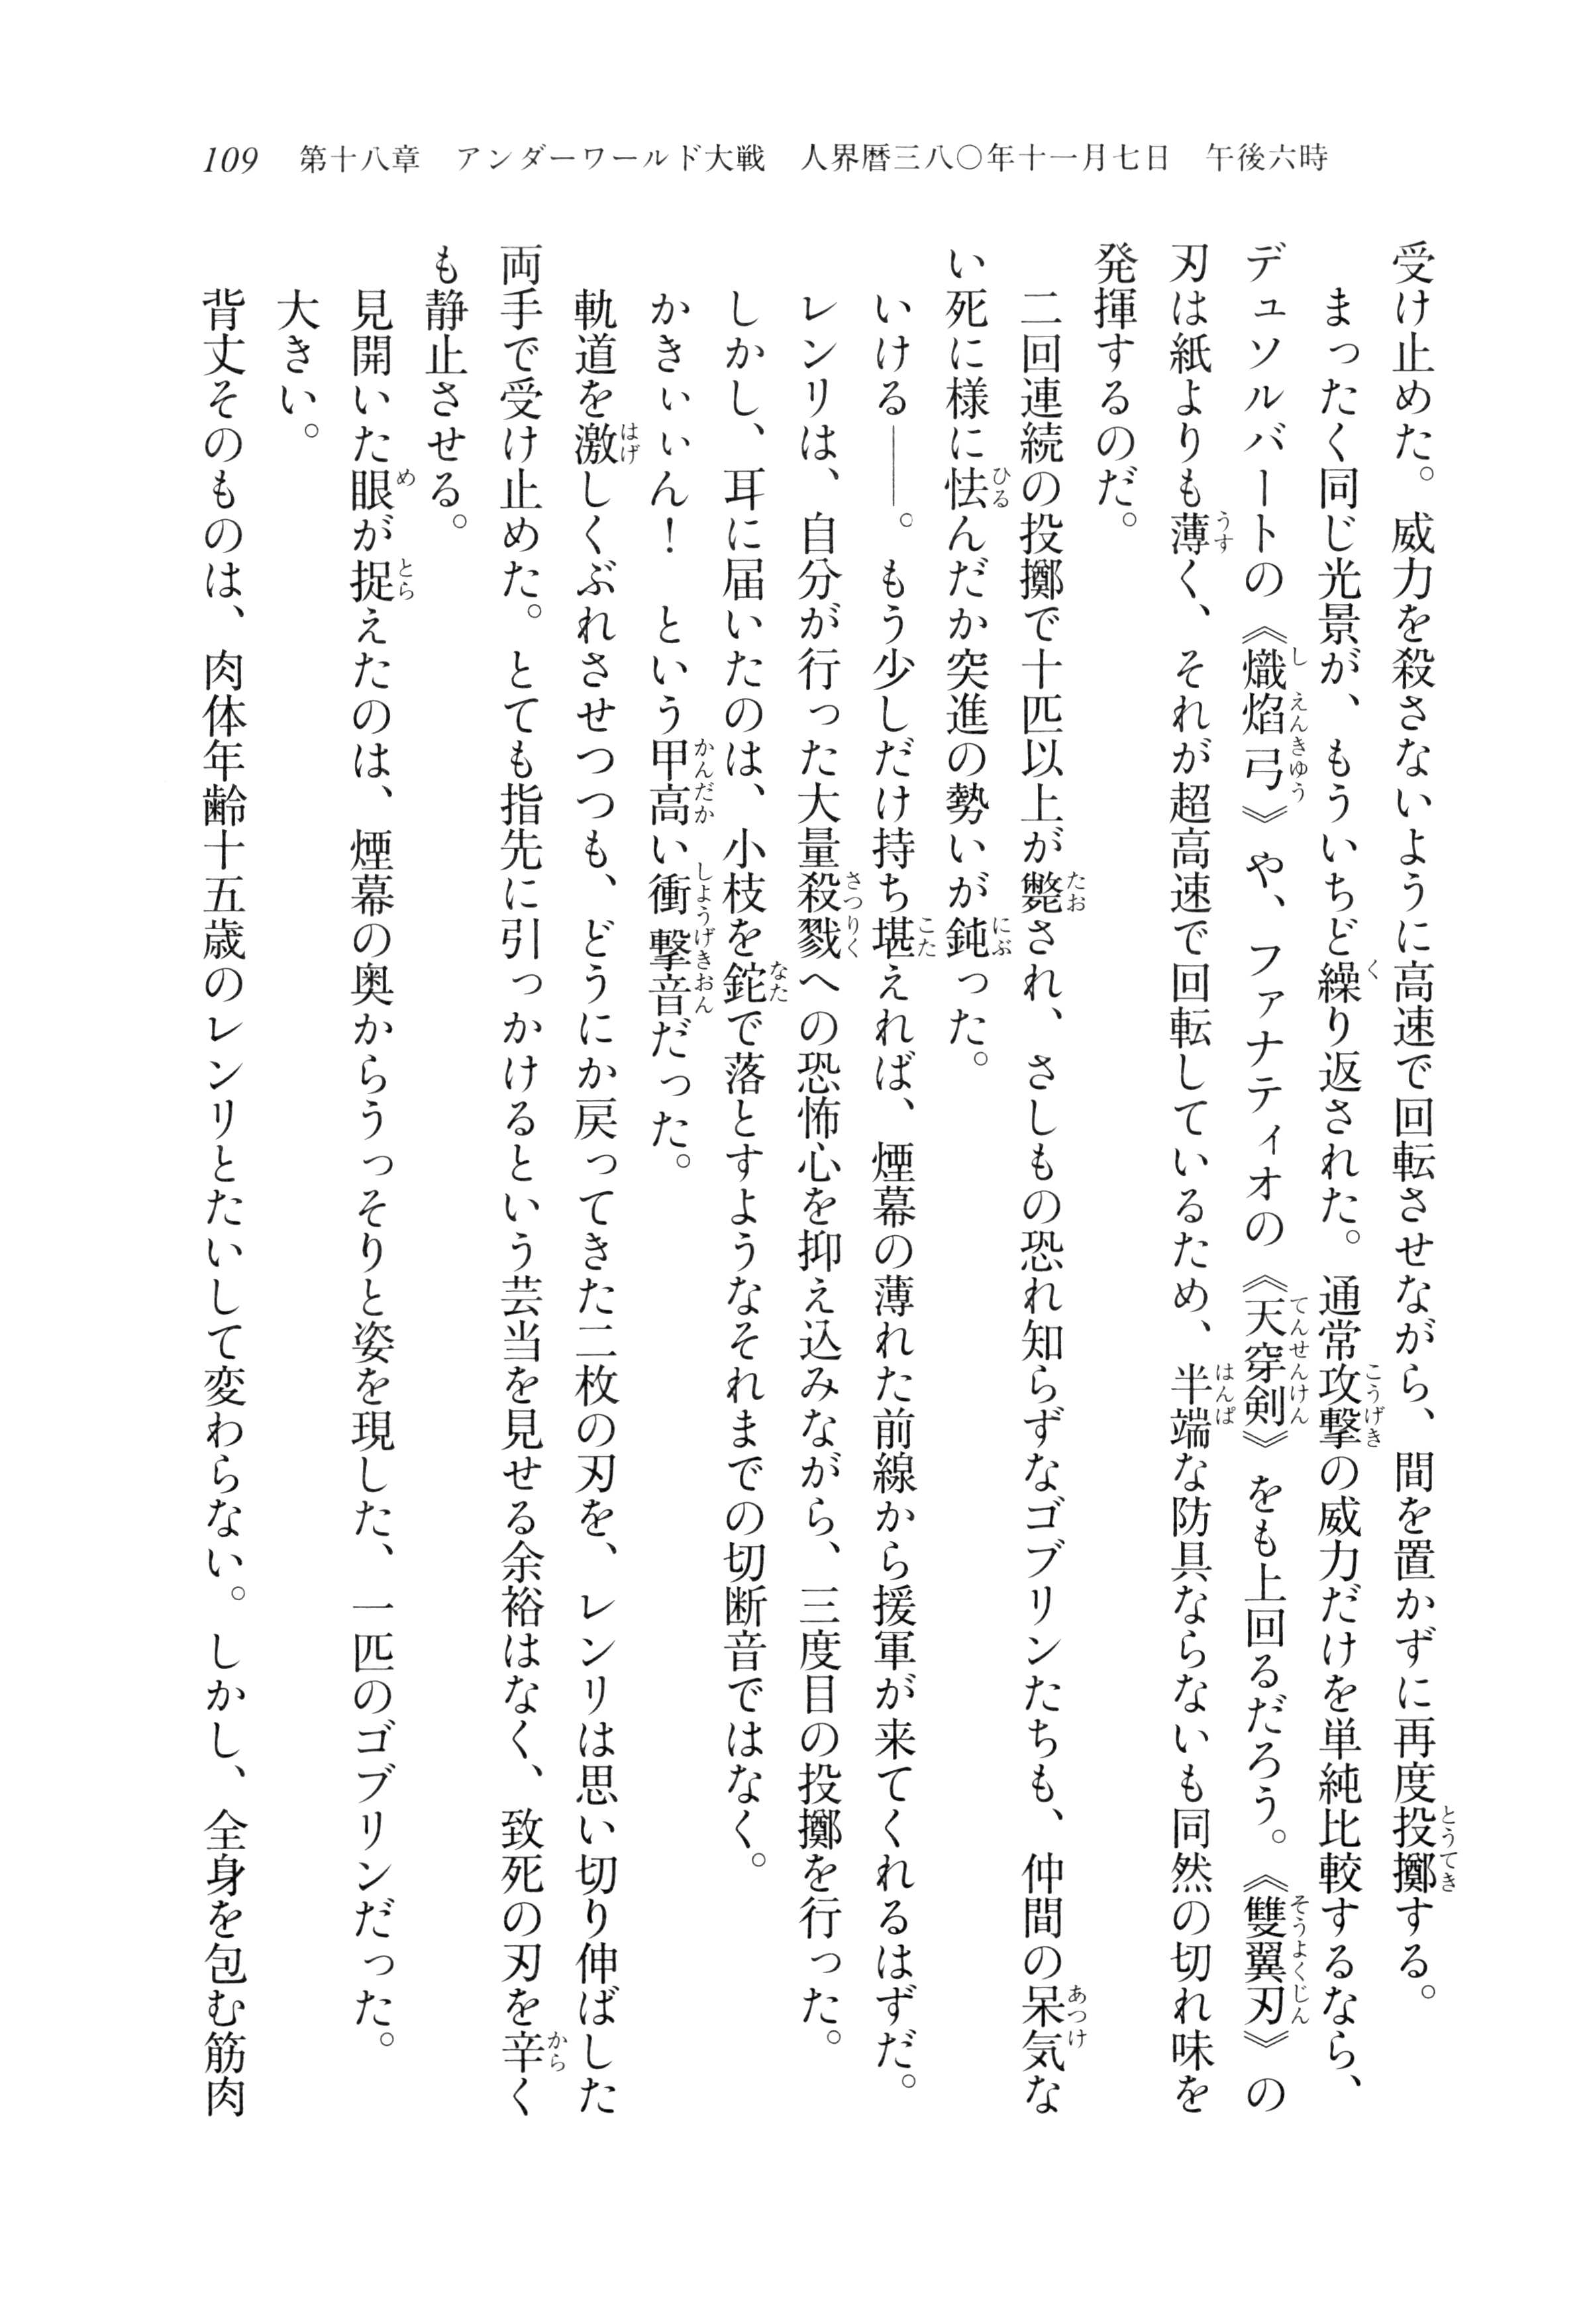 109　第十八章　アンダーワールド大戦　人界暦三八〇年十一月七日　午後六時
受け止めた。威力を殺さないように高速で回転させながら、間を置かずに再度投擲する。
まったく同じ光景が、もういちど繰り返された。通常攻撃の威力だけを単純比較するなら、
デュソルバートの《熾焔弓》や、ファナティオの《天穿剣》をも上回るだろう。《雙翼刃》の
刃は紙よりも薄く、それが超高速で回転しているため、半端な防具ならないも同然の切れ味を
発揮するのだ。
二回連続の投擲で十匹以上が斃され、さしもの恐れ知らずなゴブリンたちも、仲間の呆気な
い死に様に怯んだか突進の勢いが鈍った。
いける——。もう少しだけ持ち堪えれば、煙幕の薄れた前線から援軍が来てくれるはずだ。
レンリは、自分が行った大量殺戮への恐怖心を抑え込みながら、三度目の投擲を行った。
しかし、耳に届いたのは、小枝を鉈で落とすようなそれまでの切断音ではなく。
かきぃぃん！　という甲高い衝撃音だった。
軌道を激しくぶれさせつつも、どうにか戻ってきた二枚の刃を、レンリは思い切り伸ばした
両手で受け止めた。とても指先に引っかけるという芸当を見せる余裕はなく、致死の刃を辛く
も静止させる。
見開いた眼が捉えたのは、煙幕の奥からうっそりと姿を現した、一匹のゴブリンだった。
大きい。
背丈そのものは、肉体年齢十五歳のレンリとたいして変わらない。しかし、全身を包む筋肉